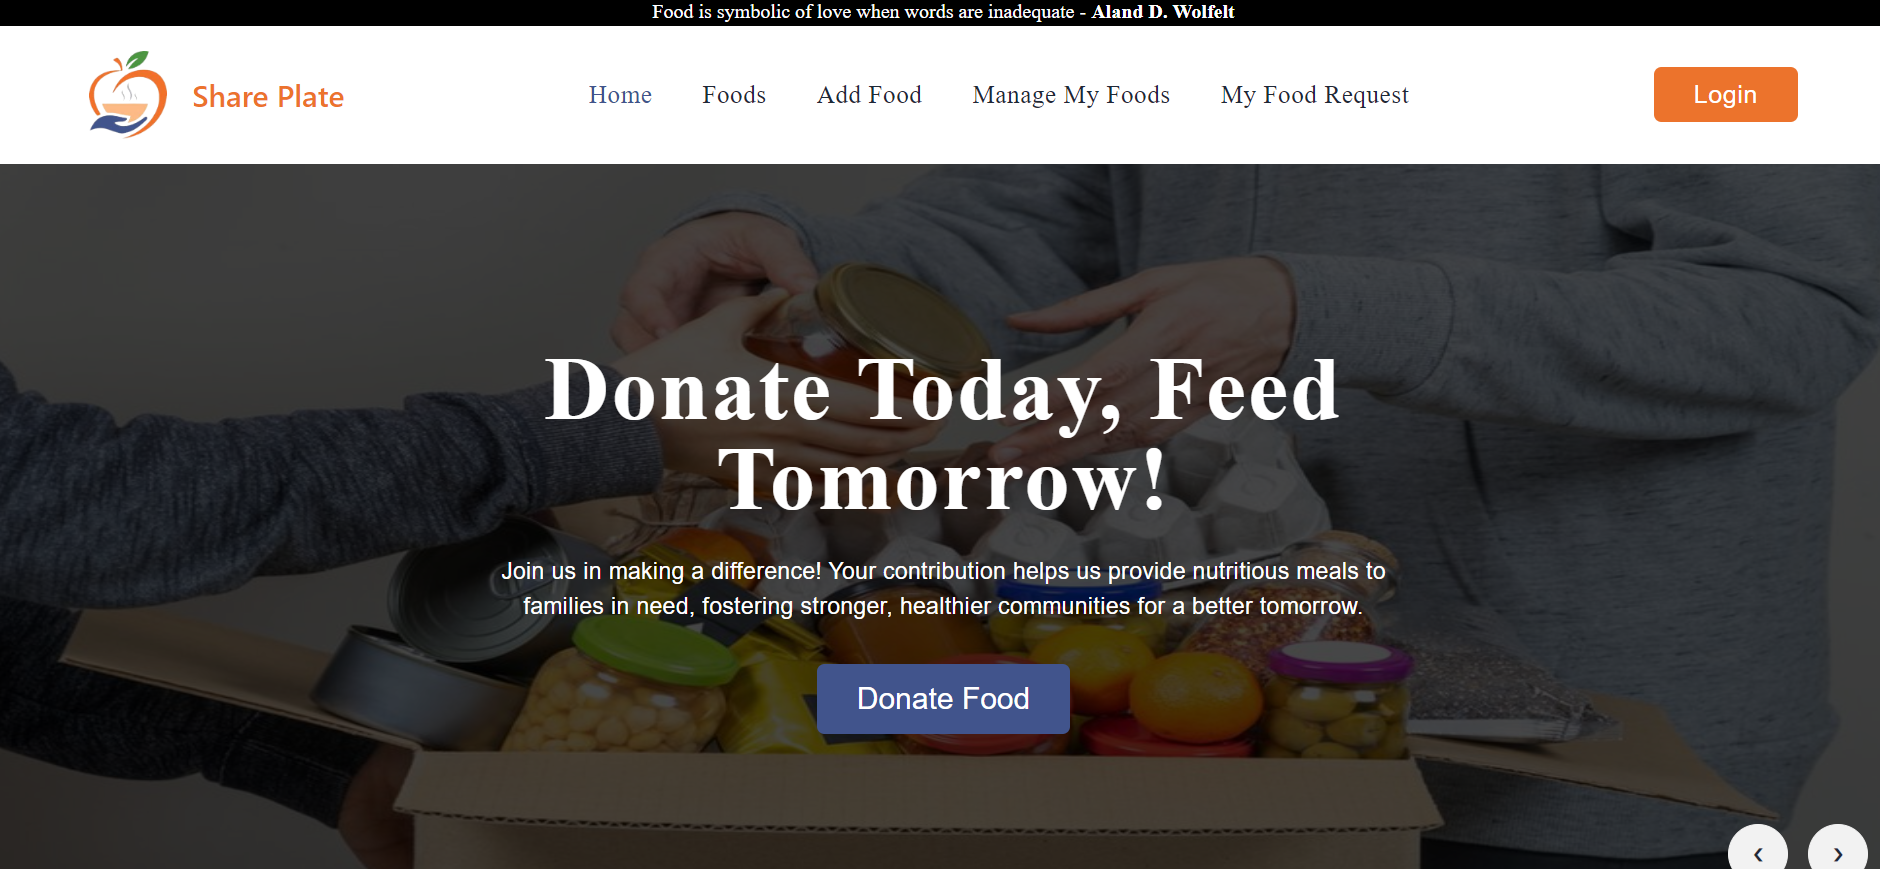 Food is symbolic of love when words are inadequate - Aland D. Wolfelt
Share Plate
Home Foods Add Food Manage My Foods My Food Request
Login
Donate Today, Feed
Tomorrow!
Join us in making a difference! Your contribution helps us provide nutritious meals to
families in need, fostering stronger, healthier communities for a better tomorrow.
Donate Food
‹ ›